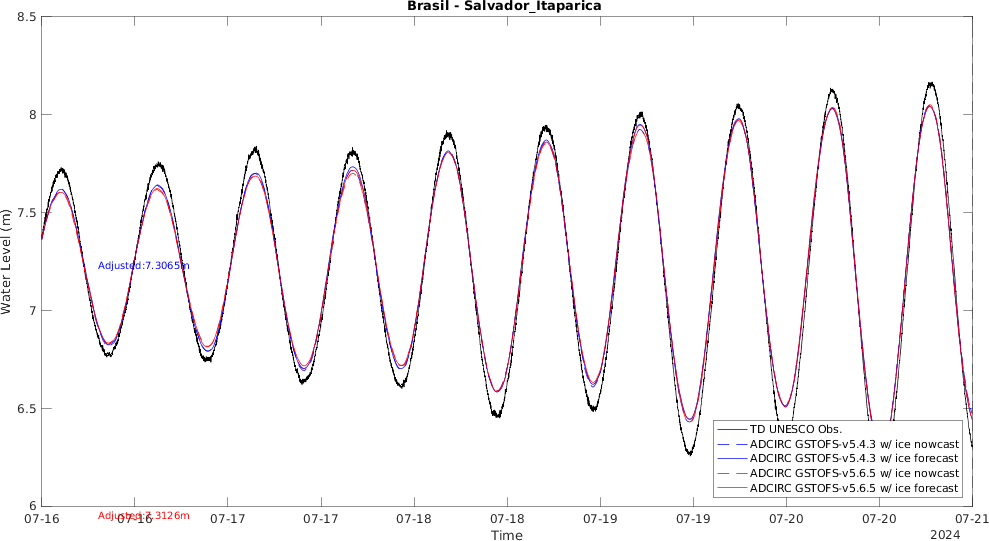 Brasil - Salvador_Itaparica
8.5
8
7.5
7
6.5
6
Water Level (m)
Adjusted:7.3065m
Adjusted:7.3126m
TD UNESCO Obs.
ADCIRC GSTOFS-v5.4.3 w/ ice nowcast
ADCIRC GSTOFS-v5.4.3 w/ ice forecast
ADCIRC GSTOFS-v5.6.5 w/ ice nowcast
ADCIRC GSTOFS-v5.6.5 w/ ice forecast
07-16 07-16 07-17 07-17 07-18 07-18 07-19 07-19 07-20 07-20 07-21
Time
2024